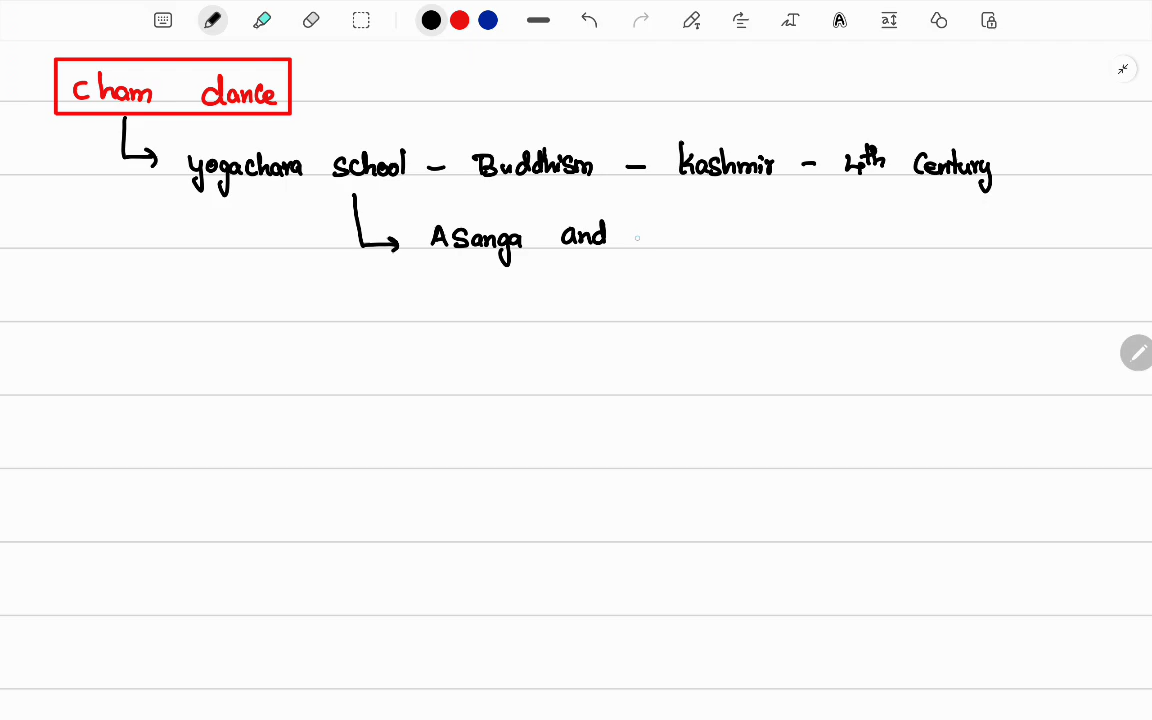 Cham dance
yogachara school - Buddhism - Kashmir - 4th Century
Asanga and